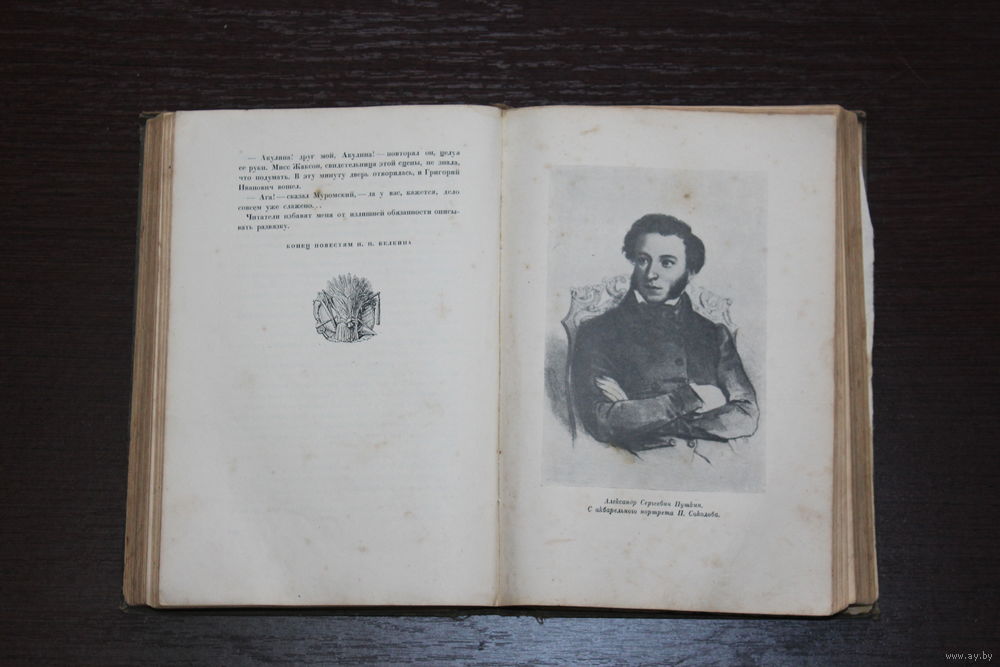 — Акулина! друг мой, Акулина! — повторял он, целуя
ее руки. Мисс Жаксон, свидетельница этой сцены, не знала,
что подумать. В эту минуту дверь отворилась, и Григорий
Иванович вошел.
— Ага! — сказал Муромский, — да у вас, кажется, дело
совсем уже слажено...
Читатели избавят меня от излишней обязанности описы-
вать развязку.
КОНЕЦ ПОВЕСТЯМ И. П. БЕЛКИНА
Александр Сергеевич Пушкин.
С акварельного портрета П. Соколова.
www.ay.by